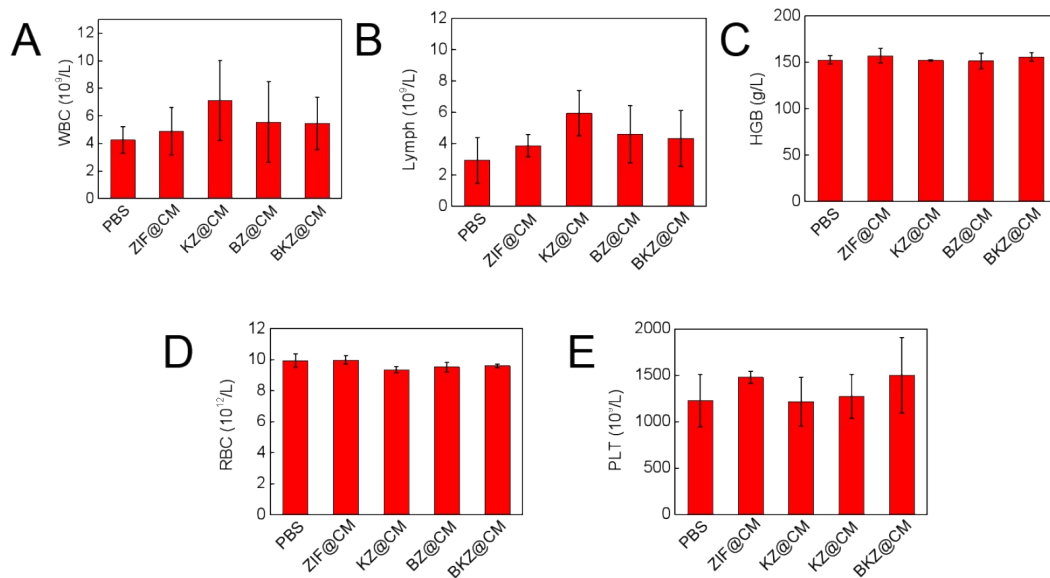 A
WBC (10⁹/L)
12
10
8
6
4
2
0
PBS
ZIF@CM
KZ@CM
BZ@CM
BKZ@CM
B
Lymph (10⁹/L)
12
10
8
6
4
2
0
PBS
ZIF@CM
KZ@CM
BZ@CM
BKZ@CM
C
HGB (g/L)
200
150
100
50
0
PBS
ZIF@CM
KZ@CM
BZ@CM
BKZ@CM
D
RBC (10¹²/L)
12
10
8
6
4
2
0
PBS
ZIF@CM
KZ@CM
BZ@CM
BKZ@CM
E
PLT (10⁹/L)
2000
1500
1000
500
0
PBS
ZIF@CM
KZ@CM
KZ@CM
BKZ@CM